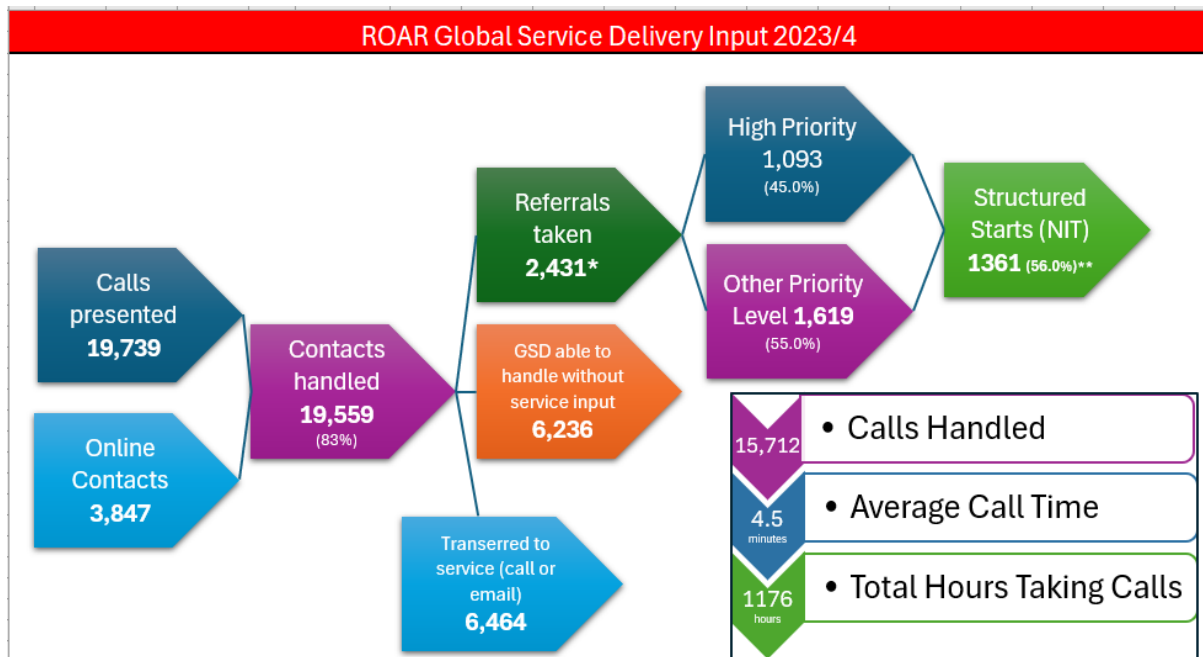 ROAR Global Service Delivery Input 2023/4
Calls
presented
19,739
Online
Contacts
3,847
Contacts
handled
19,559
(83%)
Referrals
taken
2,431*
GSD able to
handle without
service input
6,236
Transerred to
service (call or
email)
6,464
High Priority
1,093
(45.0%)
Other Priority
Level 1,619
(55.0%)
Structured
Starts (NIT)
1361 (56.0%)**
15,712
• Calls Handled
4.5
minutes
• Average Call Time
1176
hours
• Total Hours Taking Calls